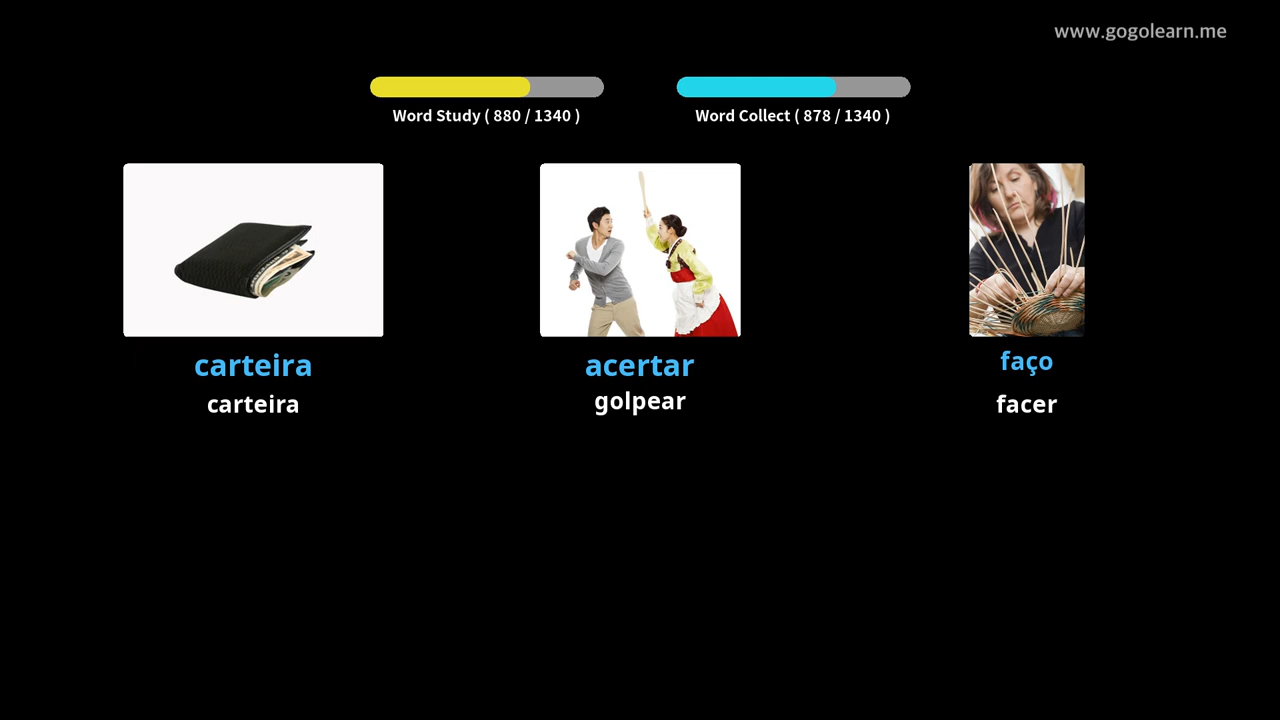 www.gogolearn.me
Word Study ( 880 / 1340 )
Word Collect ( 878 / 1340 )
carteira
carteira
acertar
golpear
faço
facer